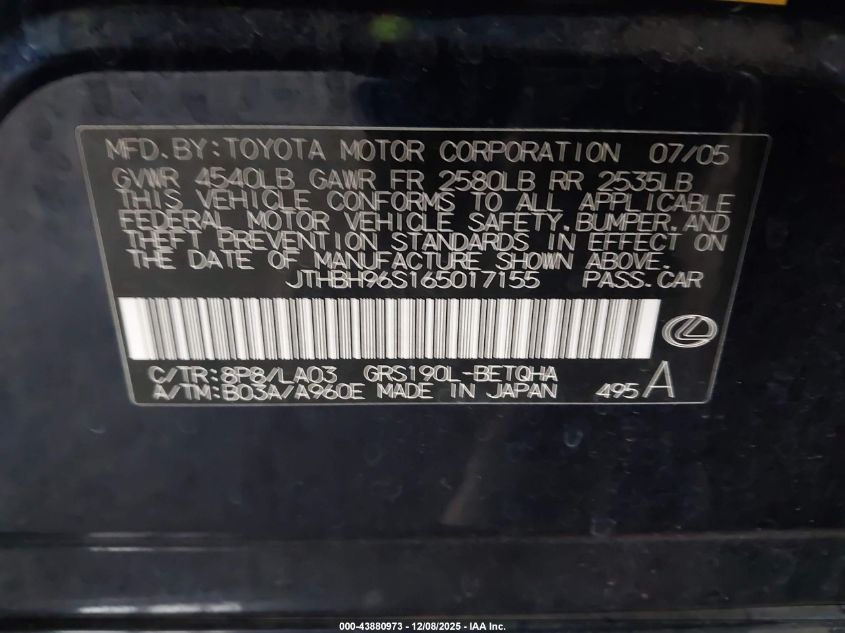 MFD.BY:TOYOTA MOTOR CORPORATION 07/05
GVWR 4540LB GAWR FR 2580LB RR 2535LB
THIS VEHICLE CONFORMS TO ALL APPLICABLE
FEDERAL MOTOR VEHICLE SAFETY,BUMPER,AND
THEFT PREVENTION STANDARDS IN EFFECT ON
THE DATE OF MANUFACTURE SHOWN ABOVE.
JTHBH96S165017155 PASS.CAR
C/TR:8P8/LA03 GRS190L-BETQHA
A/TM:B03A/A960E MADE IN JAPAN 495 A
000-43880973 - 12/08/2025 - IAA Inc.